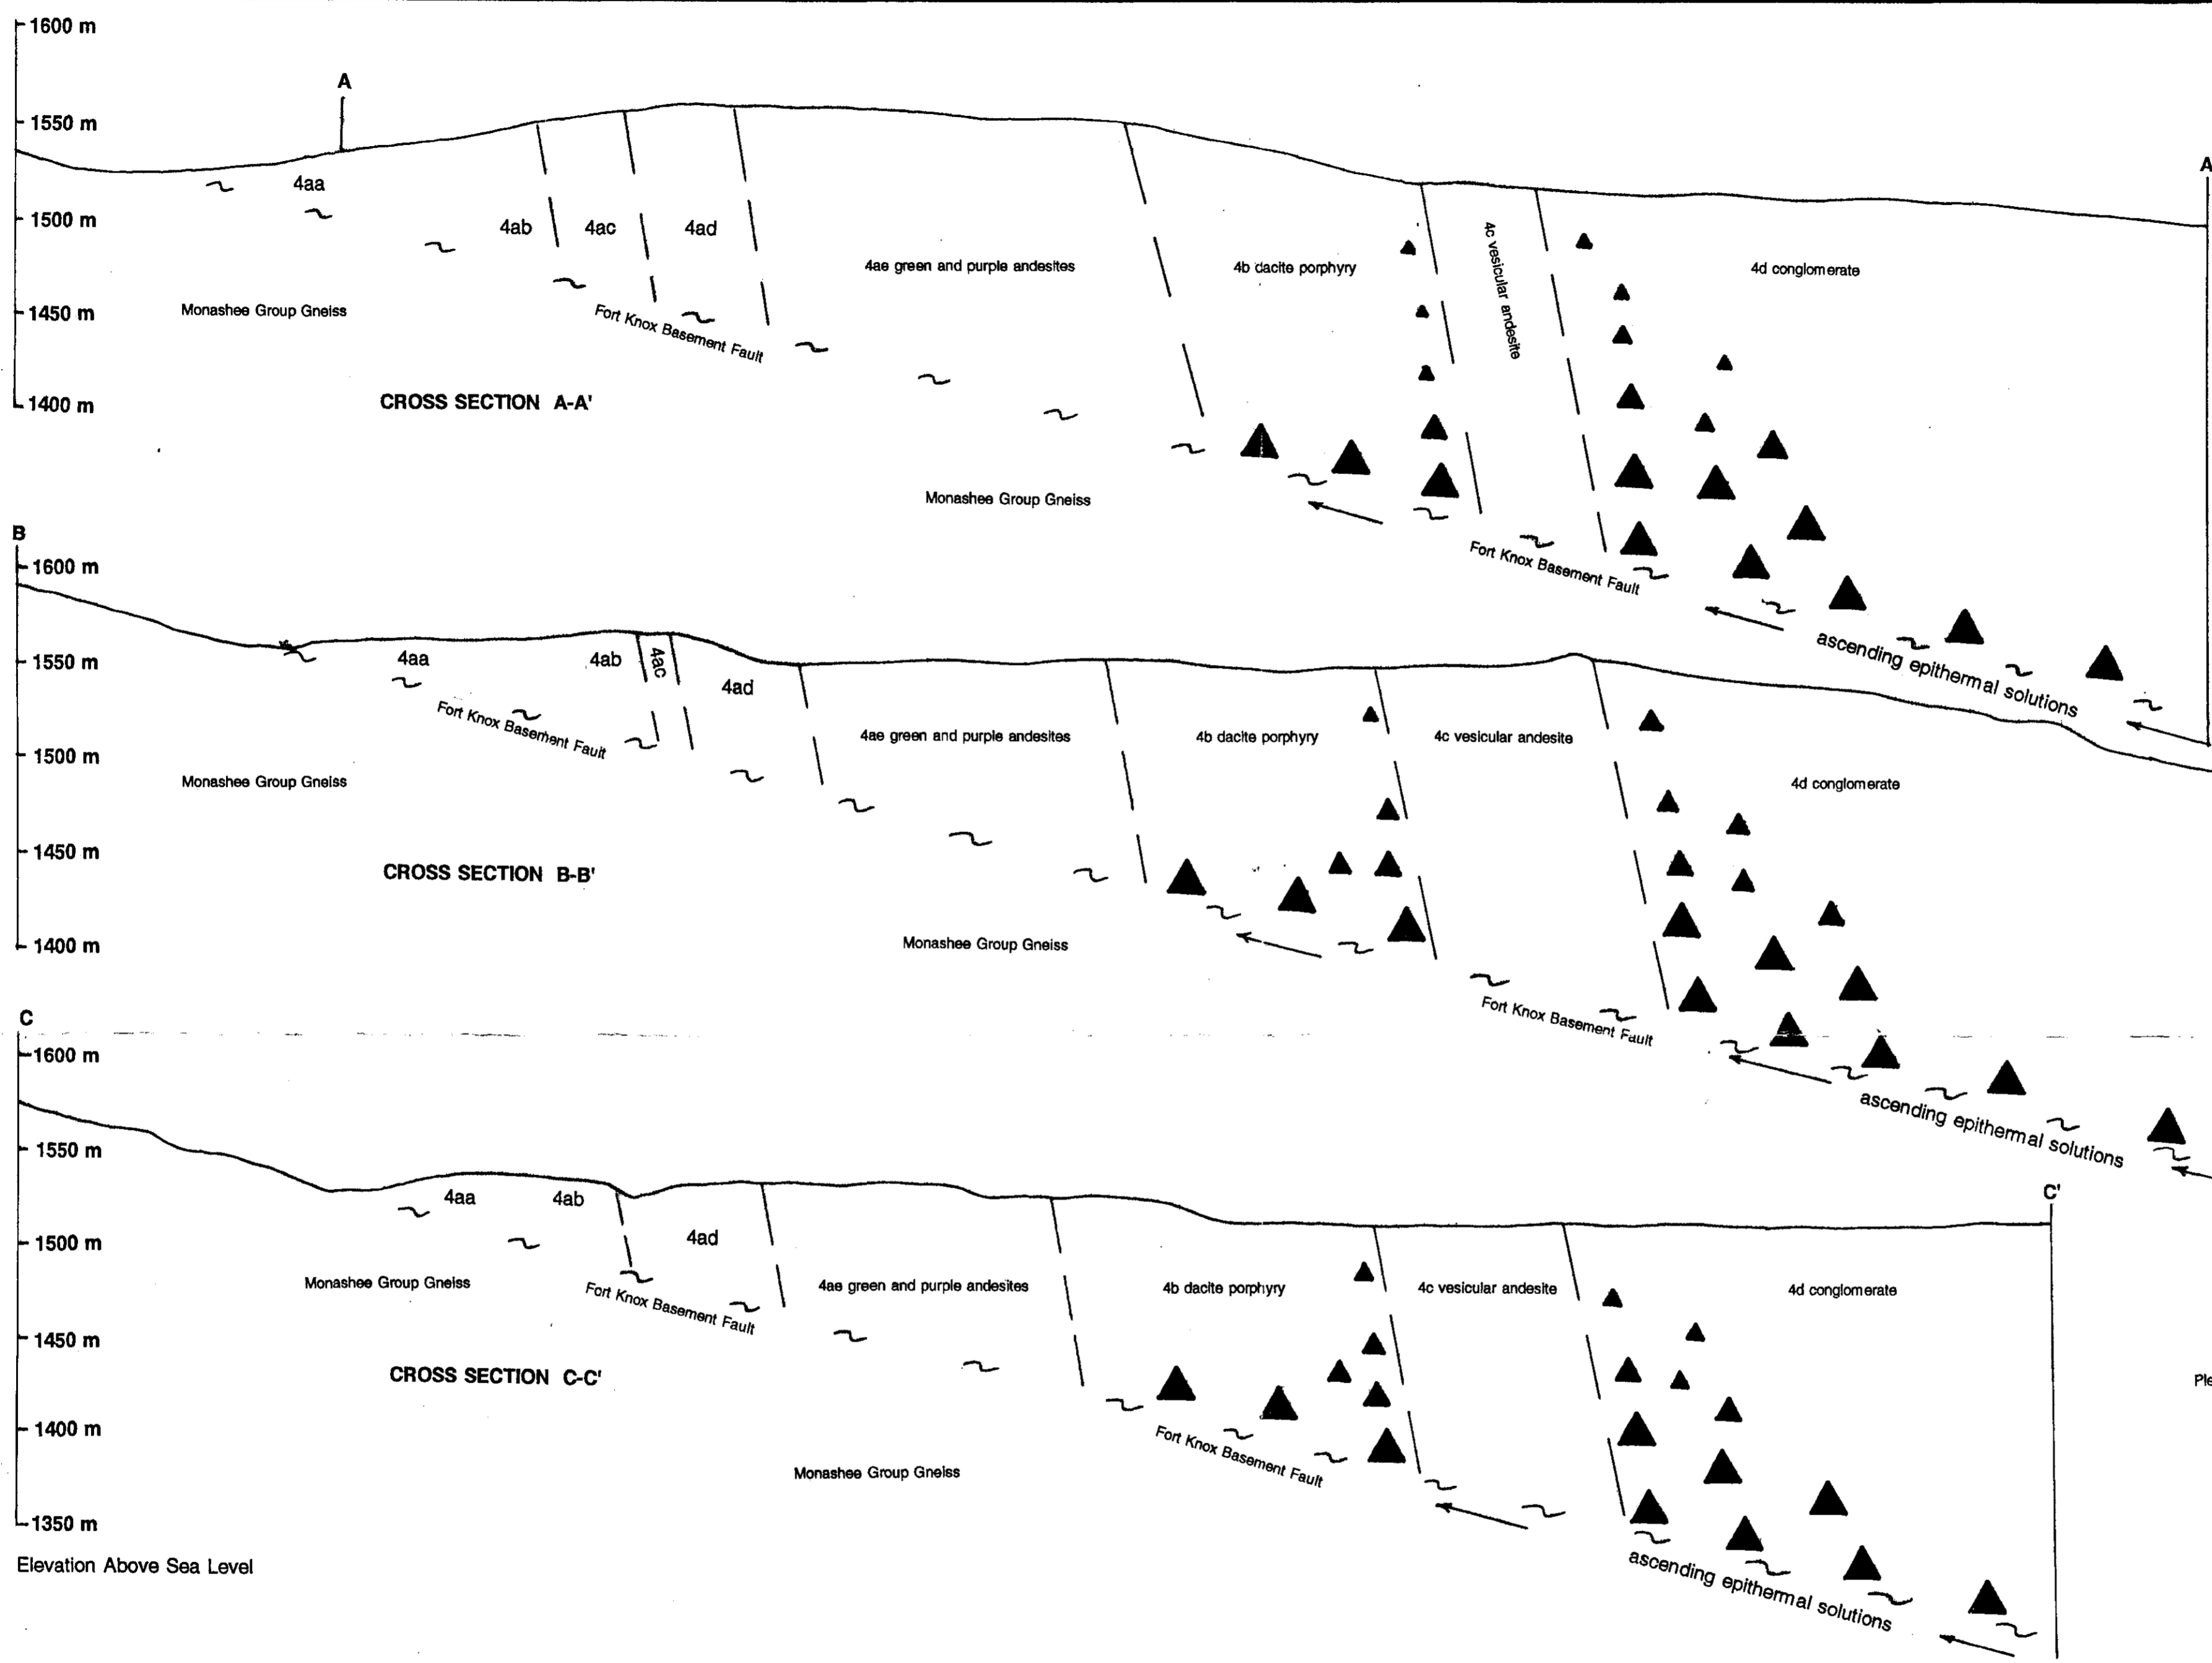 1600 m
A
1550 m
A
4aa
1500 m
4ab
4ac
4ad
4c vesicular andesite
4ae green and purple andesites
4b dacite porphyry
4d conglomerate
1450 m
Monashee Group Gneiss
Fort Knox Basement Fault
1400 m
CROSS SECTION A-A'
Monashee Group Gneiss
Fort Knox Basement Fault
ascending epithermal solutions
B
1600 m
1550 m
4aa
4ab
4ac
4ad
Fort Knox Basement Fault
4ae green and purple andesites
4b dacite porphyry
4c vesicular andesite
1500 m
Monashee Group Gneiss
4d conglomerate
1450 m
CROSS SECTION B-B'
1400 m
Monashee Group Gneiss
Fort Knox Basement Fault
ascending epithermal solutions
C
1600 m
1550 m
C'
4aa
4ab
1500 m
4ad
Monashee Group Gneiss
Fort Knox Basement Fault
4ae green and purple andesites
4b dacite porphyry
4c vesicular andesite
4d conglomerate
1450 m
CROSS SECTION C-C'
Ple
1400 m
Fort Knox Basement Fault
Monashee Group Gneiss
1350 m
ascending epithermal solutions
Elevation Above Sea Level